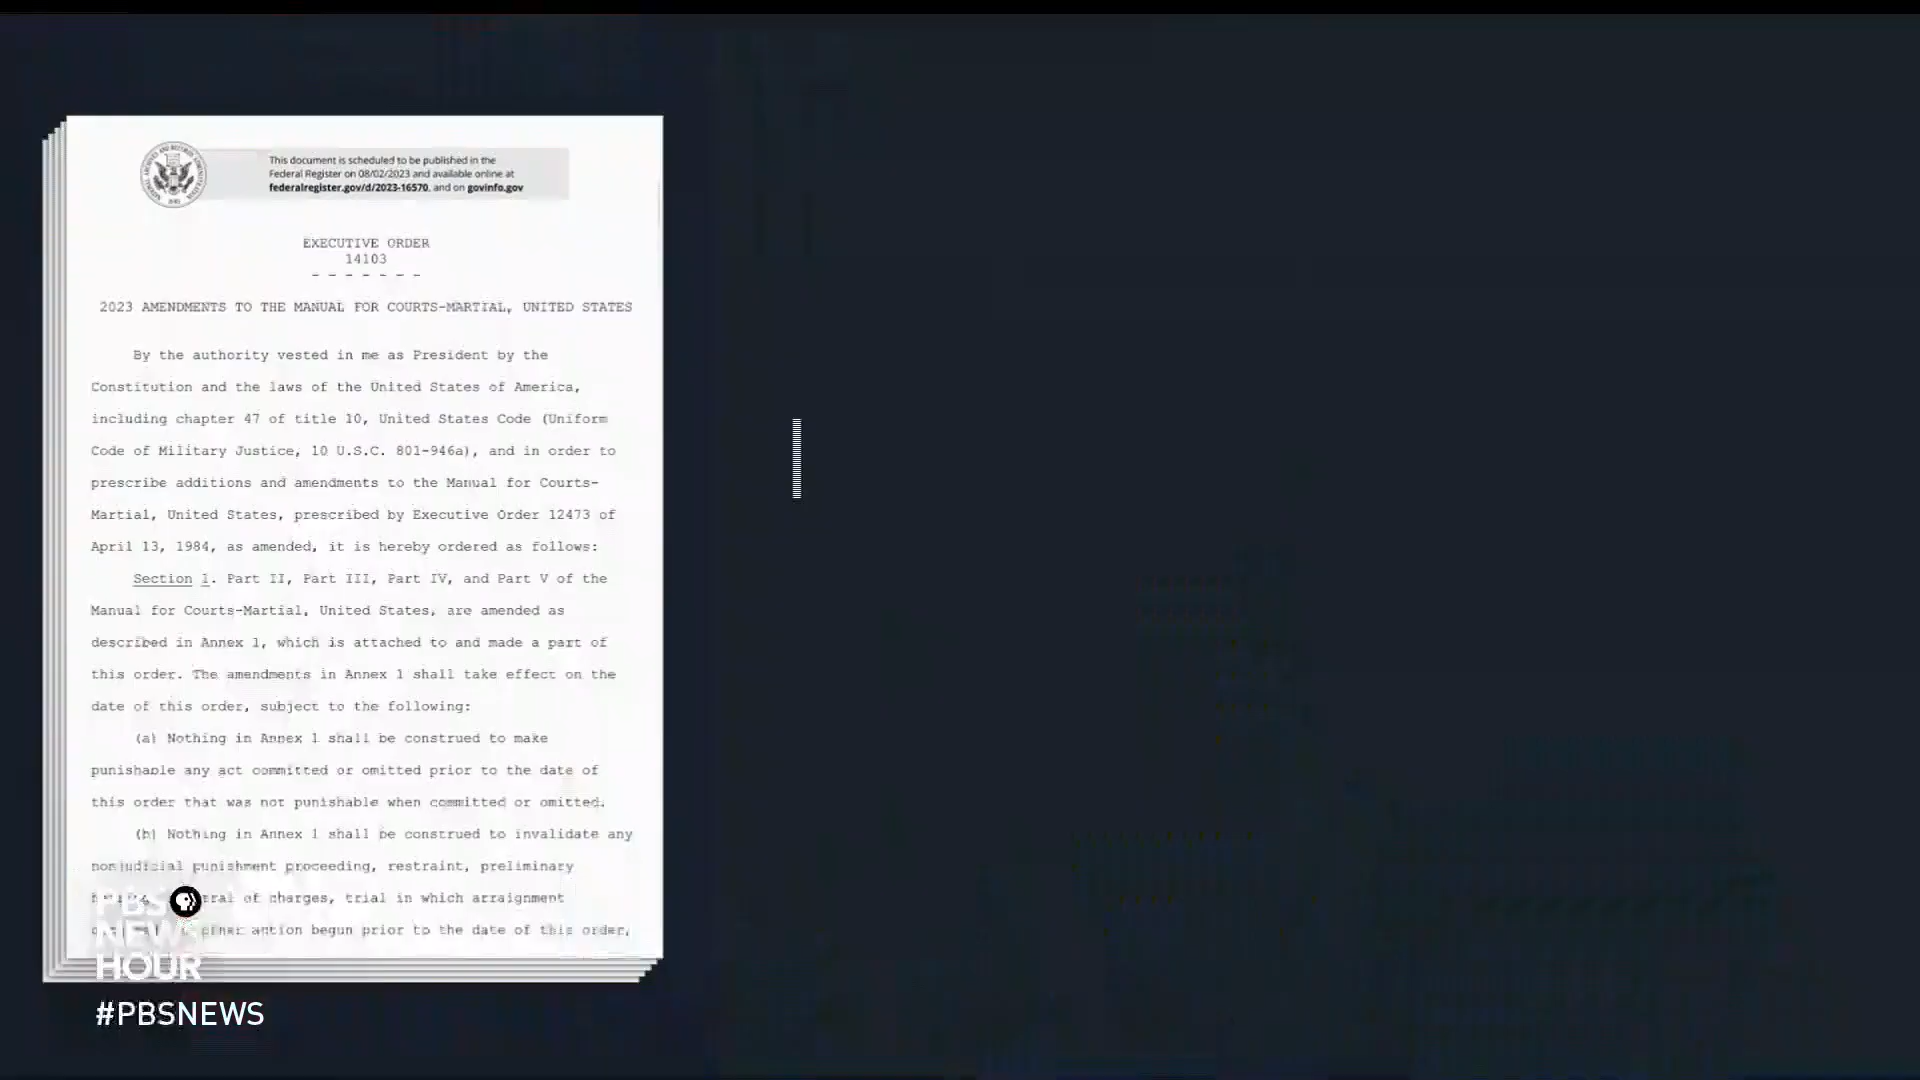 This document is scheduled to be published in the
Federal Register on 08/02/2023 and available online at
federalregister.gov/d/2023-16570, and on govinfo.gov
EXECUTIVE ORDER
14103
- - - - - - -
2023 AMENDMENTS TO THE MANUAL FOR COURTS-MARTIAL, UNITED STATES
By the authority vested in me as President by the
Constitution and the laws of the United States of America,
including chapter 47 of title 10, United States Code (Uniform
Code of Military Justice, 10 U.S.C. 801-946a), and in order to
prescribe additions and amendments to the Manual for Courts-
Martial, United States, prescribed by Executive Order 12473 of
April 13, 1984, as amended, it is hereby ordered as follows:
Section 1. Part II, Part III, Part IV, and Part V of the
Manual for Courts-Martial, United States, are amended as
described in Annex 1, which is attached to and made a part of
this order. The amendments in Annex 1 shall take effect on the
date of this order, subject to the following:
(a) Nothing in Annex 1 shall be construed to make
punishable any act committed or omitted prior to the date of
this order that was not punishable when committed or omitted.
(b) Nothing in Annex 1 shall be construed to invalidate any
nonjudicial punishment proceeding, restraint, preliminary
of charges, trial in which arraignment
other action begun prior to the date of this order,
PBS
NEWS
HOUR
#PBSNEWS